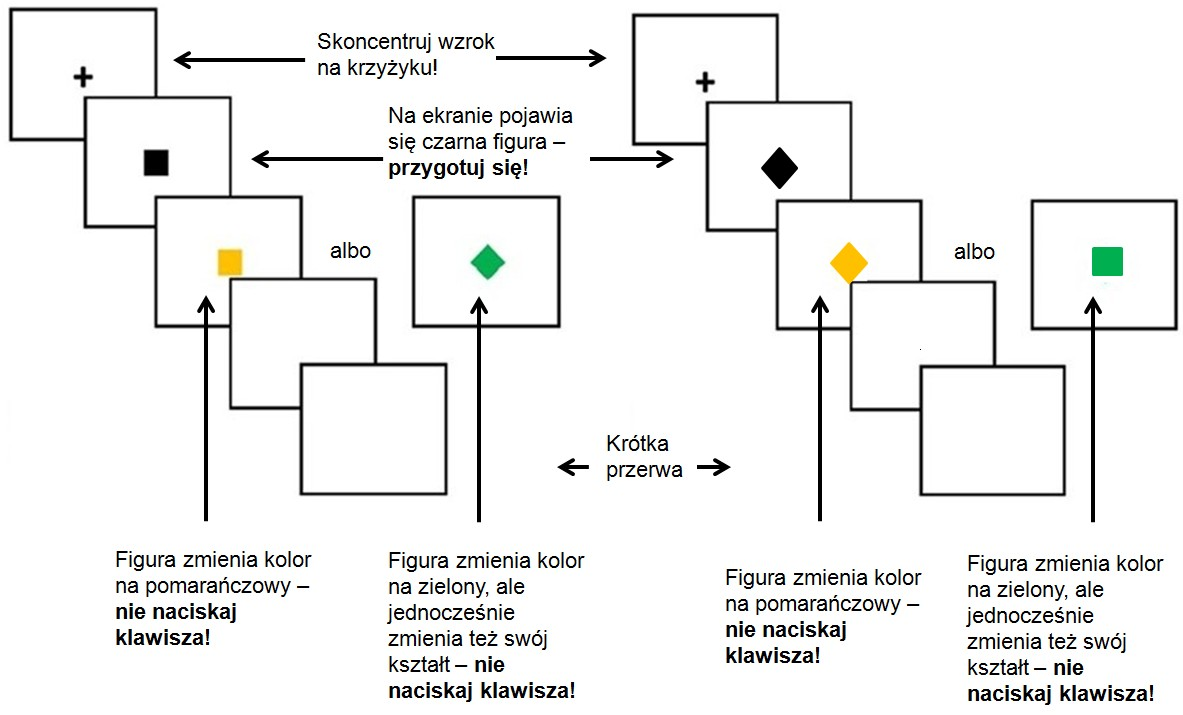 Skoncentruj wzrok
na krzyżyku!
Na ekranie pojawia
się czarna figura –
przygotuj się!
albo
albo
Krótka
przerwa
Figura zmienia kolor
na pomarańczowy –
nie naciskaj
klawisza!
Figura zmienia kolor
na zielony, ale
jednocześnie
zmienia też swój
kształt – nie
naciskaj klawisza!
Figura zmienia kolor
na pomarańczowy –
nie naciskaj
klawisza!
Figura zmienia kolor
na zielony, ale
jednocześnie
zmienia też swój
kształt – nie
naciskaj klawisza!